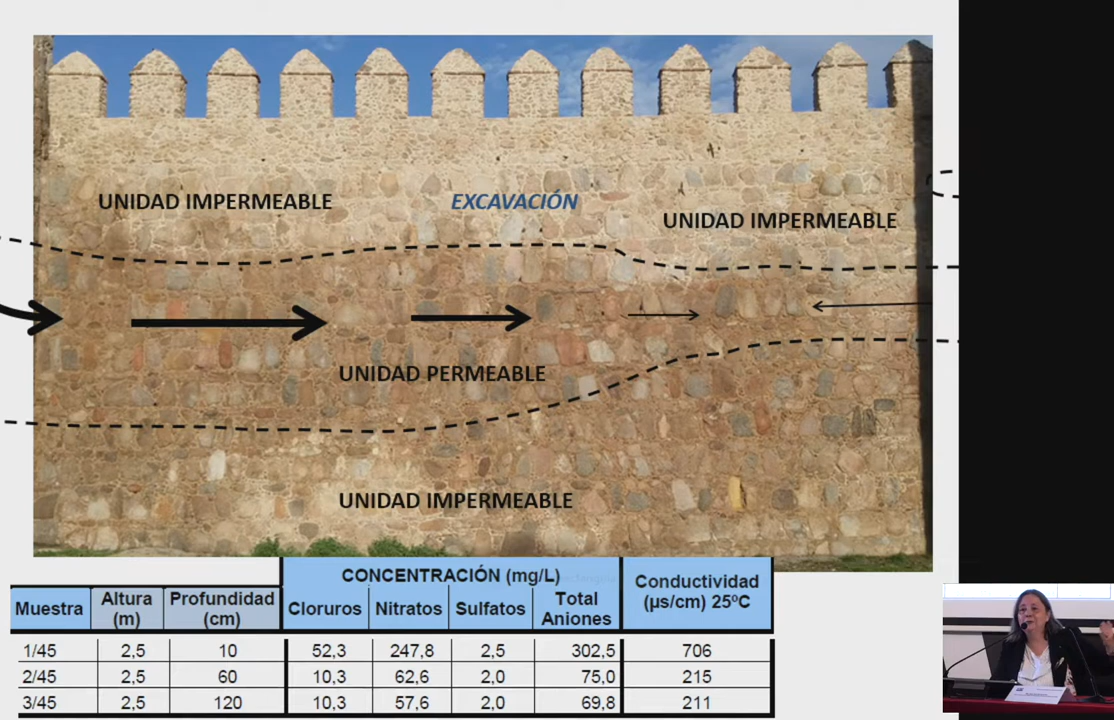 UNIDAD IMPERMEABLE
EXCAVACIÓN
UNIDAD IMPERMEABLE
UNIDAD PERMEABLE
UNIDAD IMPERMEABLE
CONCENTRACIÓN (mg/L)
Conductividad (µs/cm) 25ºC
Muestra Altura (m) Profundidad (cm) Cloruros Nitratos Sulfatos Total Aniones
1/45 2,5 10 52,3 247,8 2,5 302,5 706
2/45 2,5 60 10,3 62,6 2,0 75,0 215
3/45 2,5 120 10,3 57,6 2,0 69,8 211